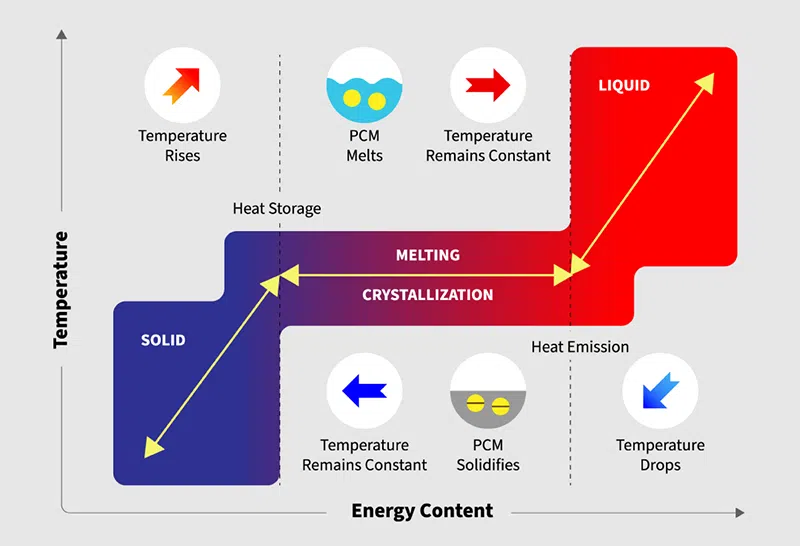 Temperature
Rises
PCM
Melts
Temperature
Remains Constant
LIQUID
Heat Storage
MELTING
CRYSTALLIZATION
SOLID
Heat Emission
Temperature
Remains Constant
PCM
Solidifies
Temperature
Drops
Temperature
Energy Content